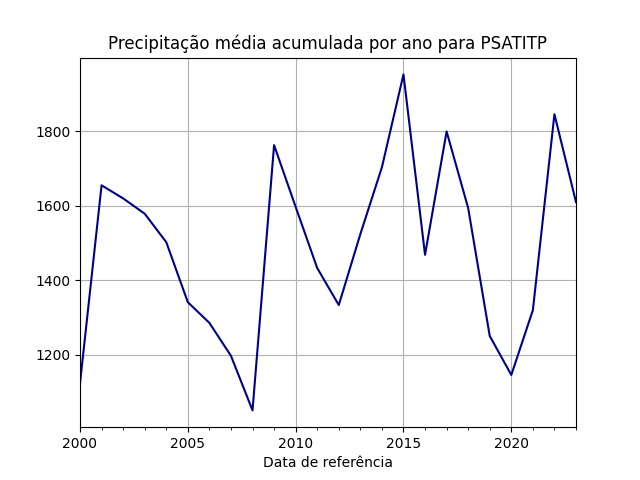 Precipitação média acumulada por ano para PSATITP
1800
1600
1400
1200
2000 2005 2010 2015 2020
Data de referência